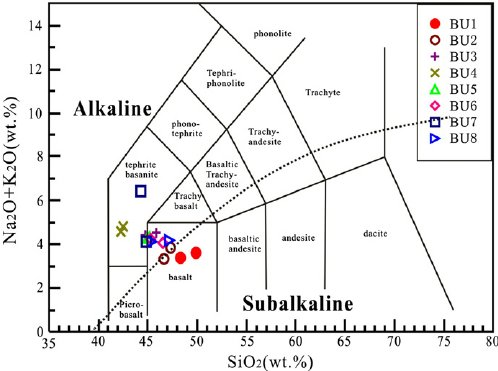 phonolite
Tephri-
phonolite
Trachyte
Alkaline
phono-
tephrite
Trachy-
andesite
tephrite
basanite
Basaltic
Trachy-
andesite
Trachy
basalt
basaltic
andesite
andesite
dacite
basalt
Piero-
basalt
Subalkaline
BU1
BU2
BU3
BU4
BU5
BU6
BU7
BU8
Na2O+K2O(wt.%)
14
12
10
8
6
4
2
0
35 40 45 50 55 60 65 70 75 80
SiO2(wt.%)